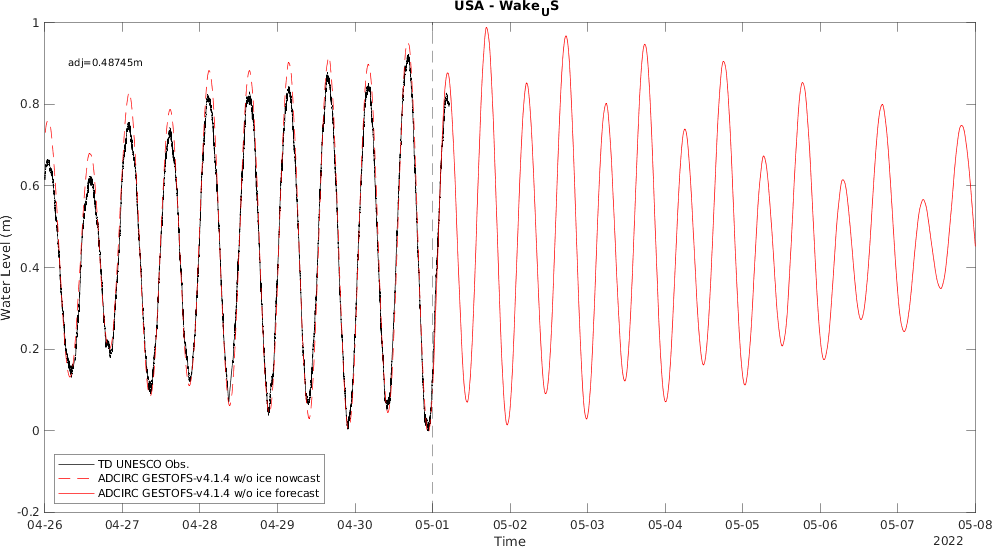 USA - Wake_US
adj=0.48745m
1
0.8
0.6
0.4
0.2
0
-0.2
Water Level (m)
TD UNESCO Obs.
ADCIRC GESTOFS-v4.1.4 w/o ice nowcast
ADCIRC GESTOFS-v4.1.4 w/o ice forecast
04-26 04-27 04-28 04-29 04-30 05-01 05-02 05-03 05-04 05-05 05-06 05-07 05-08
Time
2022